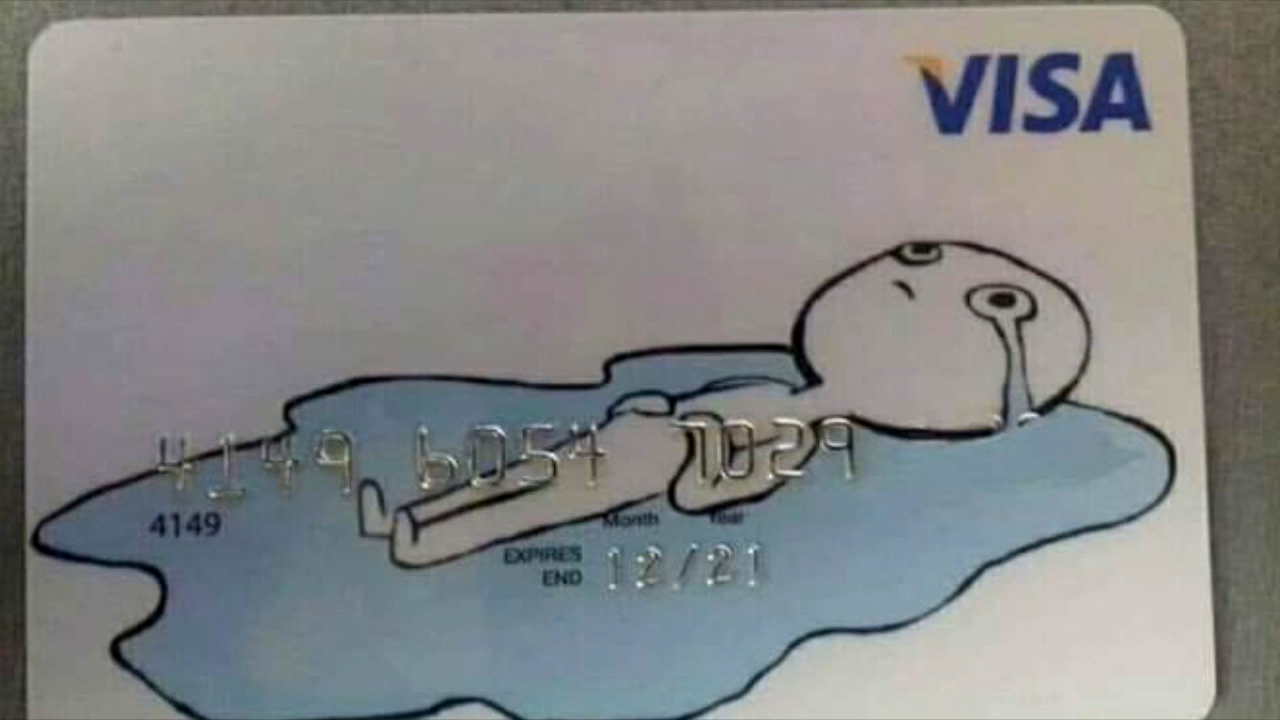 VISA
4149 6054 7029
4149
Month Year
EXPIRES
END 12/21